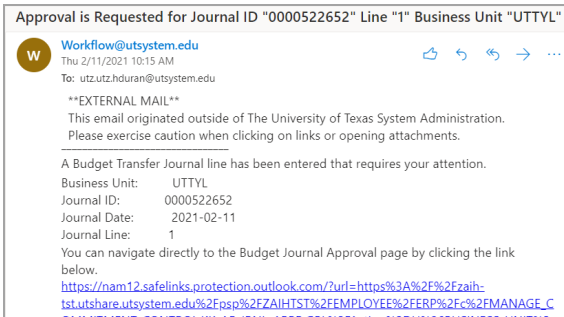 Approval is Requested for Journal ID "0000522652" Line "1" Business Unit "UTTYL"
W
Workflow@utsystem.edu
Thu 2/11/2021 10:15 AM
To: utz.utz.hduran@utsystem.edu
**EXTERNAL MAIL**
This email originated outside of The University of Texas System Administration.
Please exercise caution when clicking on links or opening attachments.
A Budget Transfer Journal line has been entered that requires your attention.
Business Unit: UTTYL
Journal ID: 0000522652
Journal Date: 2021-02-11
Journal Line: 1
You can navigate directly to the Budget Journal Approval page by clicking the link
below.
https://nam12.safelinks.protection.outlook.com/?url=https%3A%2F%2Fzaih-
tst.utshare.utsystem.edu%2Fpsp%2FZAIHTST%2FEMPLOYEE%2FERP%2Fc%2FMANAGE_C